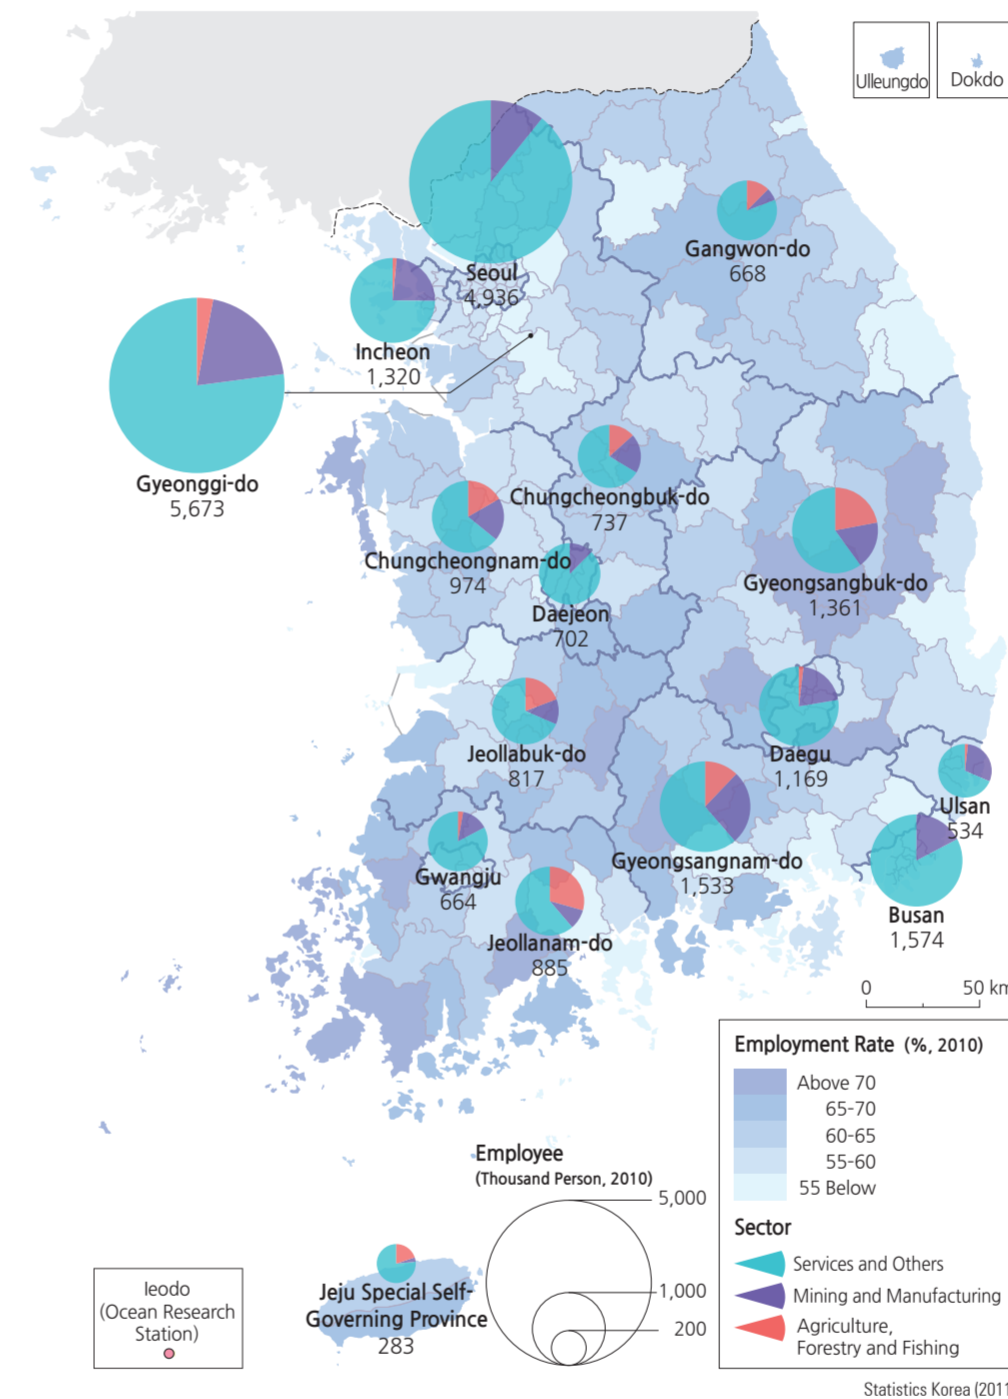 Ulleungdo
Dokdo
Gangwon-do
668
Seoul
4,936
Incheon
1,320
Gyeonggi-do
5,673
Chungcheongbuk-do
737
Chungcheongnam-do
974
Gyeongsangbuk-do
1,361
Daejeon
702
Jeollabuk-do
817
Daegu
1,169
Ulsan
534
Gyeongsangnam-do
1,533
Gwangju
664
Busan
1,574
Jeollanam-do
885
0 50 km
Employment Rate (%, 2010)
Above 70
65-70
60-65
55-60
55 Below
Sector
Services and Others
Mining and Manufacturing
Agriculture,
Forestry and Fishing
Employee
(Thousand Person, 2010)
5,000
1,000
200
Jeju Special Self-
Governing Province
283
Ieodo
(Ocean Research
Station)
Statistics Korea (2011